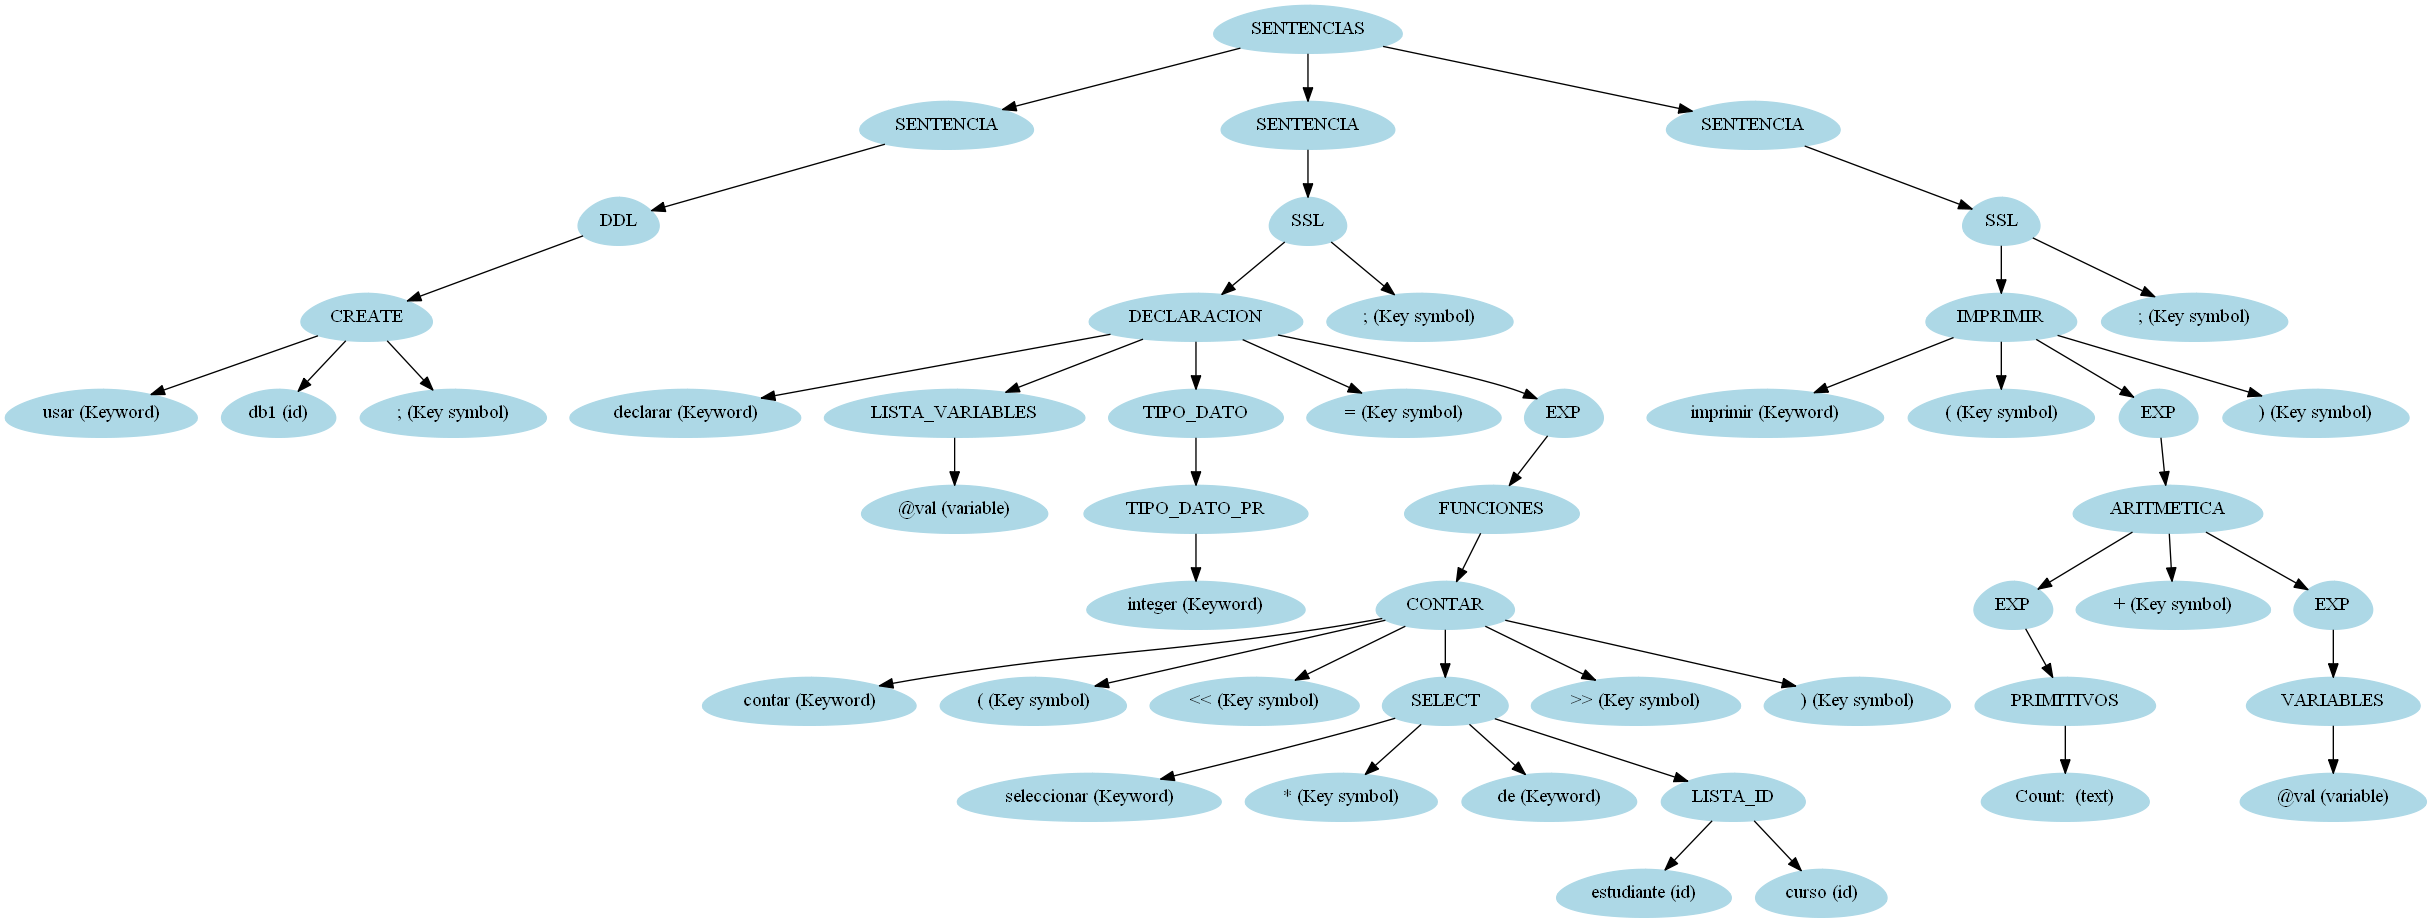 SENTENCIAS
SENTENCIA
SENTENCIA
SENTENCIA
DDL
SSL
SSL
CREATE
DECLARACION
; (Key symbol)
IMPRIMIR
; (Key symbol)
usar (Keyword)
db1 (id)
; (Key symbol)
declarar (Keyword)
LISTA_VARIABLES
TIPO_DATO
= (Key symbol)
EXP
imprimir (Keyword)
( (Key symbol)
EXP
) (Key symbol)
@val (variable)
TIPO_DATO_PR
FUNCIONES
ARITMETICA
integer (Keyword)
CONTAR
EXP
+ (Key symbol)
EXP
contar (Keyword)
( (Key symbol)
<< (Key symbol)
SELECT
>> (Key symbol)
) (Key symbol)
PRIMITIVOS
VARIABLES
seleccionar (Keyword)
* (Key symbol)
de (Keyword)
LISTA_ID
Count:  (text)
@val (variable)
estudiante (id)
curso (id)